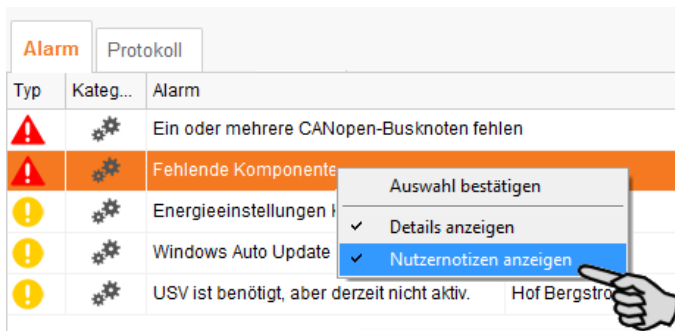 Alarm Protokoll
Typ Kateg... Alarm
Ein oder mehrere CANopen-Busknoten fehlen
Fehlende Komponente
Auswahl bestätigen
Energieeinstellungen
Details anzeigen
Windows Auto Update
Nutzernotizen anzeigen
USV ist benötigt, aber derzeit nicht aktiv. Hof Bergstro